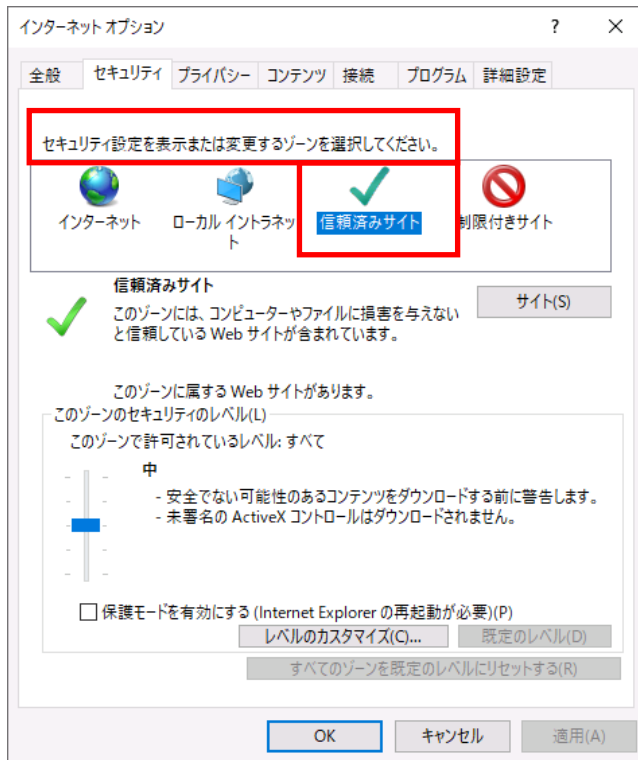 インターネット オプション
?
×
全般
セキュリティ
プライバシー
コンテンツ
接続
プログラム
詳細設定
セキュリティ設定を表示または変更するゾーンを選択してください。
インターネット
ローカル イントラネッ
ト
信頼済みサイト
制限付きサイト
信頼済みサイト
このゾーンには、コンピューターやファイルに損害を与えない
と信頼している Web サイトが含まれています。
サイト(S)
このゾーンに属する Web サイトがあります。
このゾーンのセキュリティのレベル(L)
このゾーンで許可されているレベル: すべて
中
- 安全でない可能性のあるコンテンツをダウンロードする前に警告します。
- 未署名の ActiveX コントロールはダウンロードされません。
保護モードを有効にする (Internet Explorer の再起動が必要)(P)
レベルのカスタマイズ(C)...
既定のレベル(D)
すべてのゾーンを既定のレベルにリセットする(R)
OK
キャンセル
適用(A)